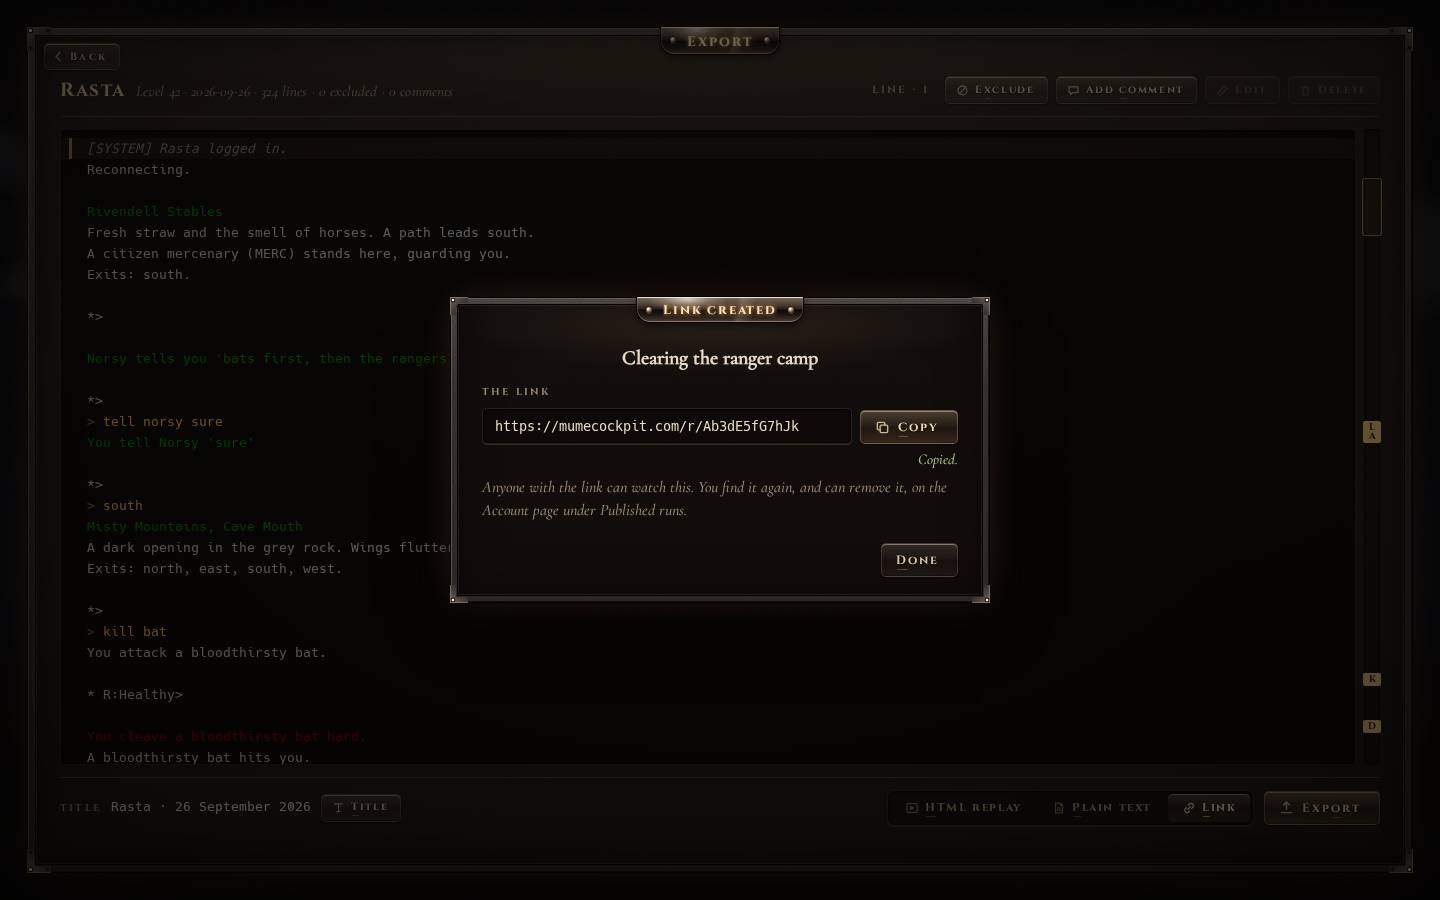 Export
Back
Rasta Level 42 · 2026-09-26 · 324 lines · 0 excluded · 0 comments
LINE · 1 Exclude Add comment Edit Delete
[SYSTEM] Rasta logged in.
Reconnecting.
Rivendell Stables
Fresh straw and the smell of horses. A path leads south.
A citizen mercenary (MERC) stands here, guarding you.
Exits: south.
*>
Norsy tells you 'bats first, then the rangers'
*>
> tell norsy sure
You tell Norsy 'sure'
*>
> south
Misty Mountains, Cave Mouth
A dark opening in the grey rock. Wings flutter
Exits: north, east, south, west.
*>
> kill bat
You attack a bloodthirsty bat.
* R:Healthy>
You cleave a bloodthirsty bat hard.
A bloodthirsty bat hits you.
L
A
K
D
Link created
Clearing the ranger camp
THE LINK
https://mumecockpit.com/r/Ab3dE5fG7hJk Copy
Copied.
Anyone with the link can watch this. You find it again, and can remove it, on the
Account page under Published runs.
Done
TITLE Rasta · 26 September 2026 Title
HTML replay Plain text Link Export